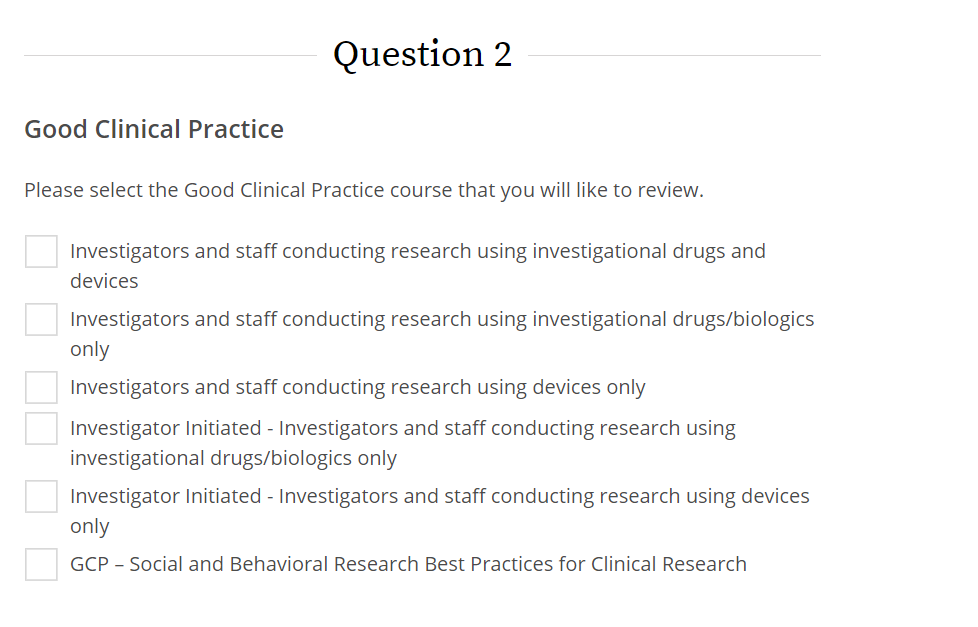 Question 2
Good Clinical Practice
Please select the Good Clinical Practice course that you will like to review.
Investigators and staff conducting research using investigational drugs and
devices
Investigators and staff conducting research using investigational drugs/biologics
only
Investigators and staff conducting research using devices only
Investigator Initiated - Investigators and staff conducting research using
investigational drugs/biologics only
Investigator Initiated - Investigators and staff conducting research using devices
only
GCP – Social and Behavioral Research Best Practices for Clinical Research